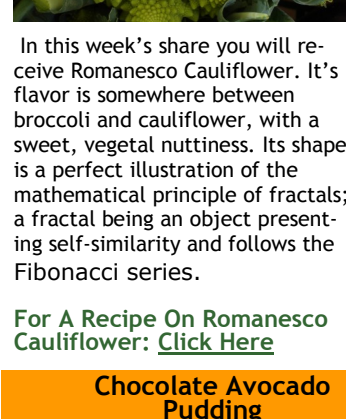 In this week's share you will re-
ceive Romanesco Cauliflower. It's
flavor is somewhere between
broccoli and cauliflower, with a
sweet, vegetal nuttiness. Its shape
is a perfect illustration of the
mathematical principle of fractals;
a fractal being an object present-
ing self-similarity and follows the
Fibonacci series.
For A Recipe On Romanesco
Cauliflower: Click Here
Chocolate Avocado
Pudding